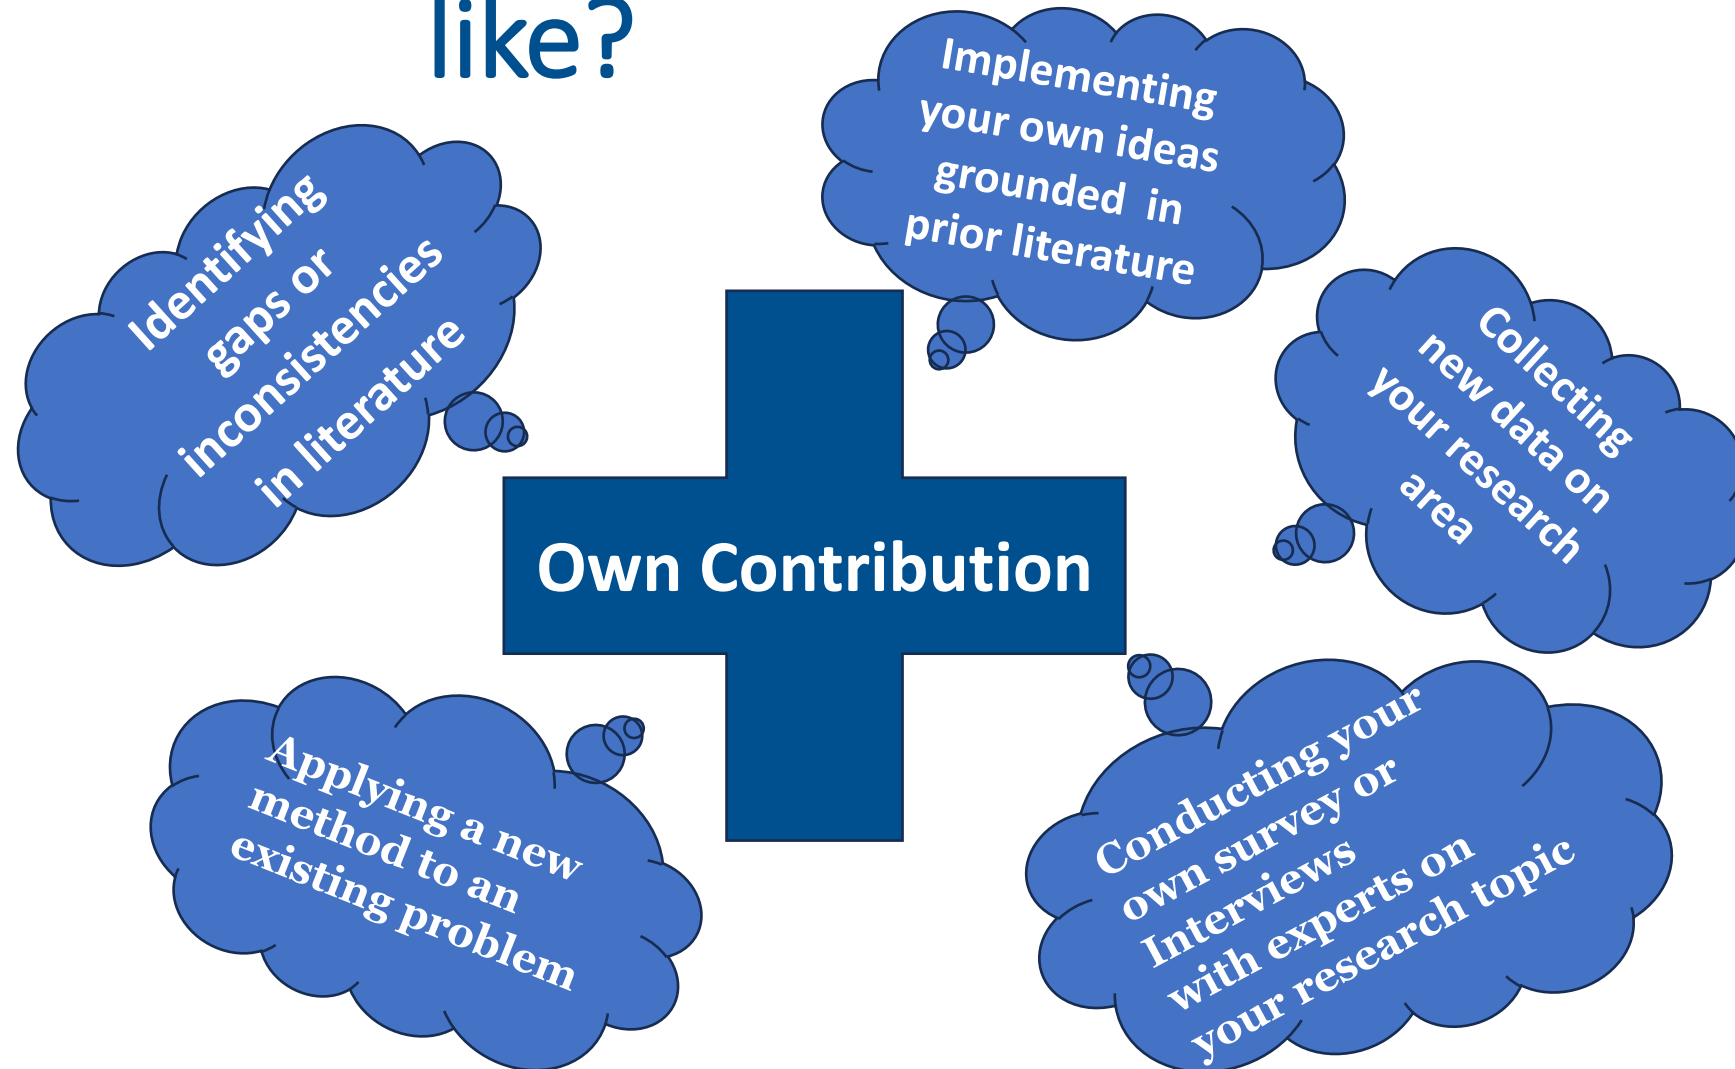 like?
Implementing
your own ideas
grounded  in
prior literature
Identifying
gaps or
inconsistencies
in literature
Collecting
new data on
your research
area
Own Contribution
Applying a new
method to an
existing problem
Conducting your
own survey or
Interviews
with experts on
your research topic